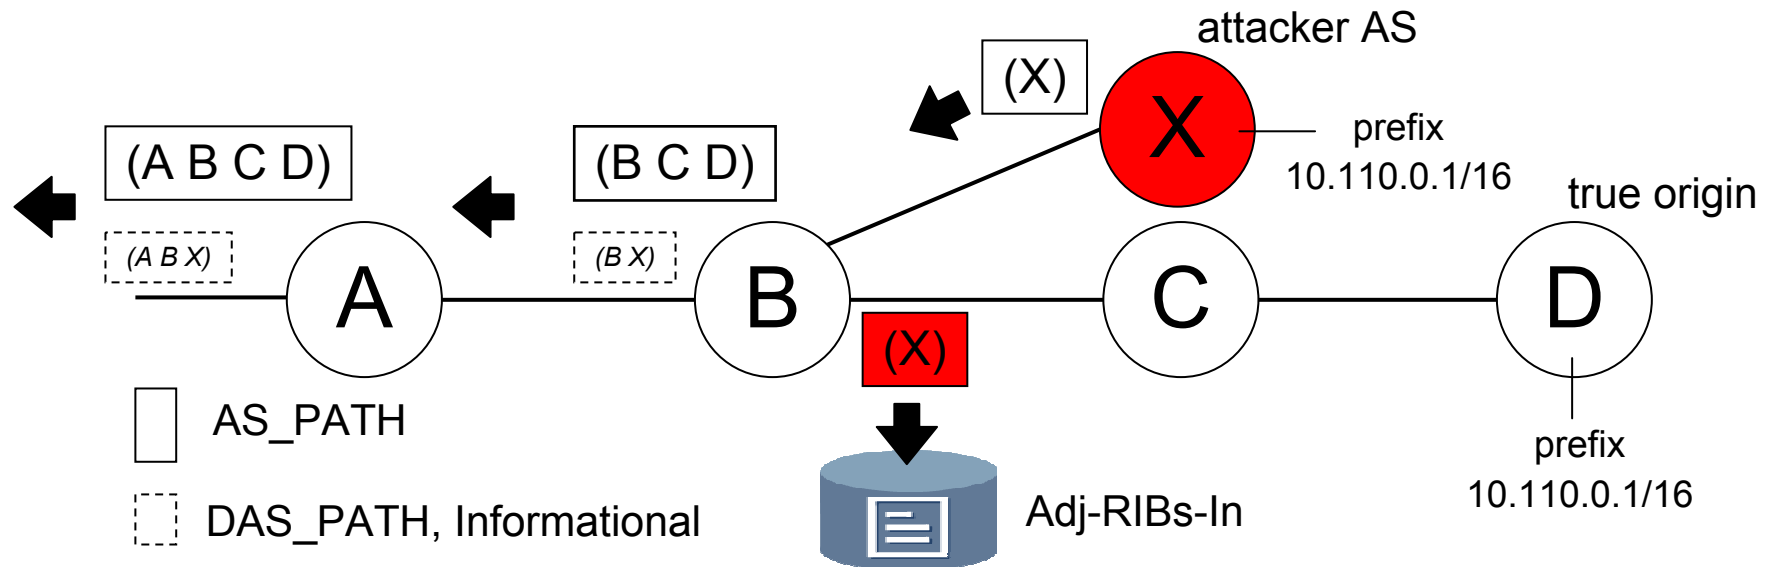 attacker AS
(X)
X
prefix
10.110.0.1/16
(A B C D)
(B C D)
true origin
(A B X)
(B X)
A
B
C
D
(X)
AS_PATH
DAS_PATH, Informational
Adj-RIBs-In
prefix
10.110.0.1/16